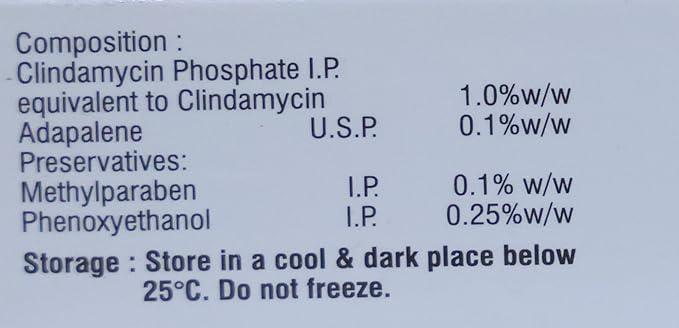 Composition :
Clindamycin Phosphate I.P.
equivalent to Clindamycin 1.0%w/w
Adapalene U.S.P. 0.1%w/w
Preservatives:
Methylparaben I.P. 0.1% w/w
Phenoxyethanol I.P. 0.25%w/w
Storage : Store in a cool & dark place below
25°C. Do not freeze.